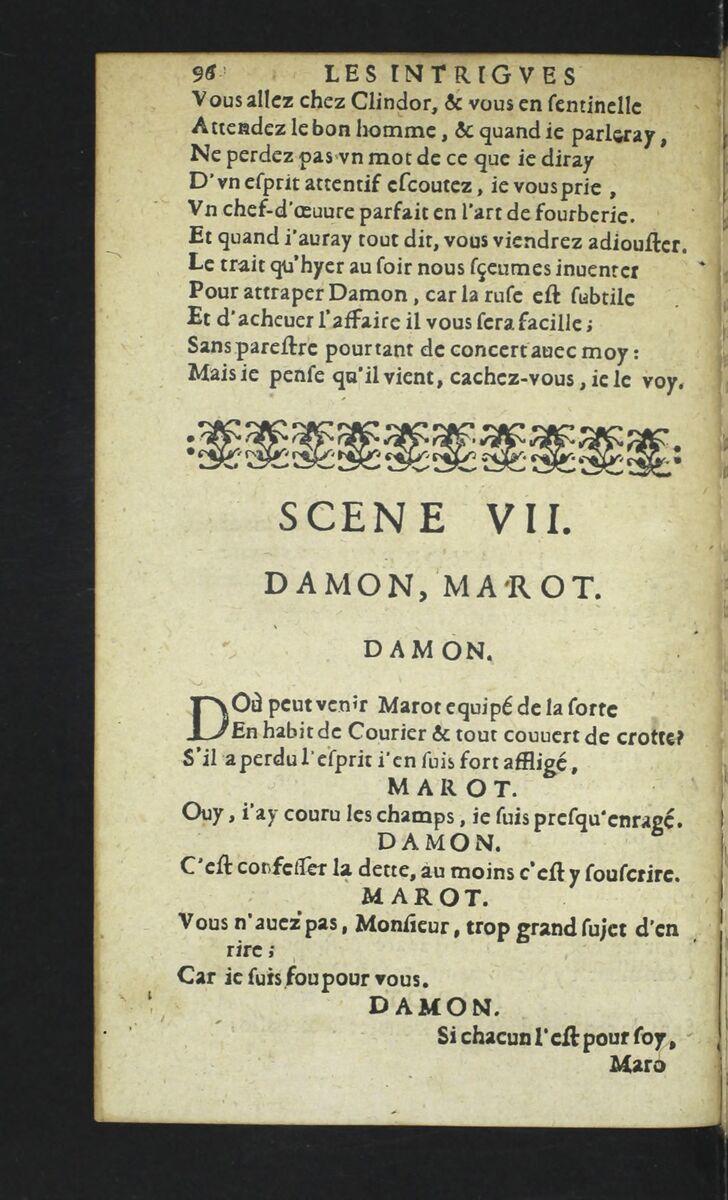 96 LES INTRIGVES
Vous allez chez Clindor, & vous en ſentinelle
Attendez le bon homme, & quand ie parleray,
Ne perdez pas vn mot de ce que ie diray
D'vn eſprit attentif eſcoutez, ie vous prie,
Vn chef-d'œuure parfait en l'art de fourberie.
Et quand i'auray tout dit, vous viendrez adiouſter.
Le trait qu'hyer au ſoir nous ſçeumes inuenter
Pour attraper Damon, car la ruſe eſt ſubtile
Et d'acheuer l'affaire il vous ſera facille;
Sans pareſtre pourtant de concert auec moy:
Mais ie penſe qu'il vient, cachez-vous, ie le voy.
SCENE VII.
DAMON, MAROT.
DAMON.
DOù peut venir Marot equipé de la ſorte
En habit de Courier & tout couuert de crotte?
S'il a perdu l'eſprit i'en ſuis fort affligé,
MAROT.
Ouy, i'ay couru les champs, ie ſuis preſqu'enragé.
DAMON.
C'eſt confeſſer la dette, au moins c'eſt y ſouſcrire.
MAROT.
Vous n'auez pas, Monſieur, trop grand ſujet d'en
rire;
Car ie ſuis fou pour vous.
DAMON.
Si chacun l'eſt pour ſoy,
Maro